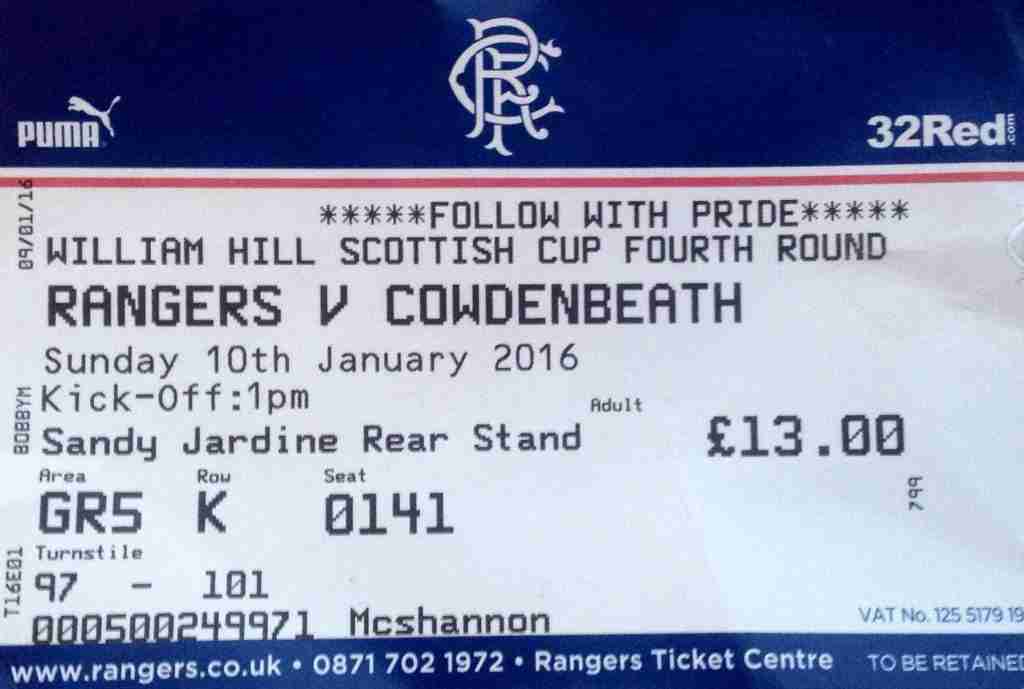 PUMA
32Red.com
09/01/16
*****FOLLOW WITH PRIDE*****
WILLIAM HILL SCOTTISH CUP FOURTH ROUND
RANGERS V COWDENBEATH
Sunday 10th January 2016
Kick-Off:1pm
Adult
BOBBYM
Sandy Jardine Rear Stand
£13.00
Area Row Seat
GR5 K 0141
Turnstile
T16E01
97 - 101
000500249971 Mcshannon
VAT No. 125 5179 19
www.rangers.co.uk • 0871 702 1972 • Rangers Ticket Centre
TO BE RETAINED